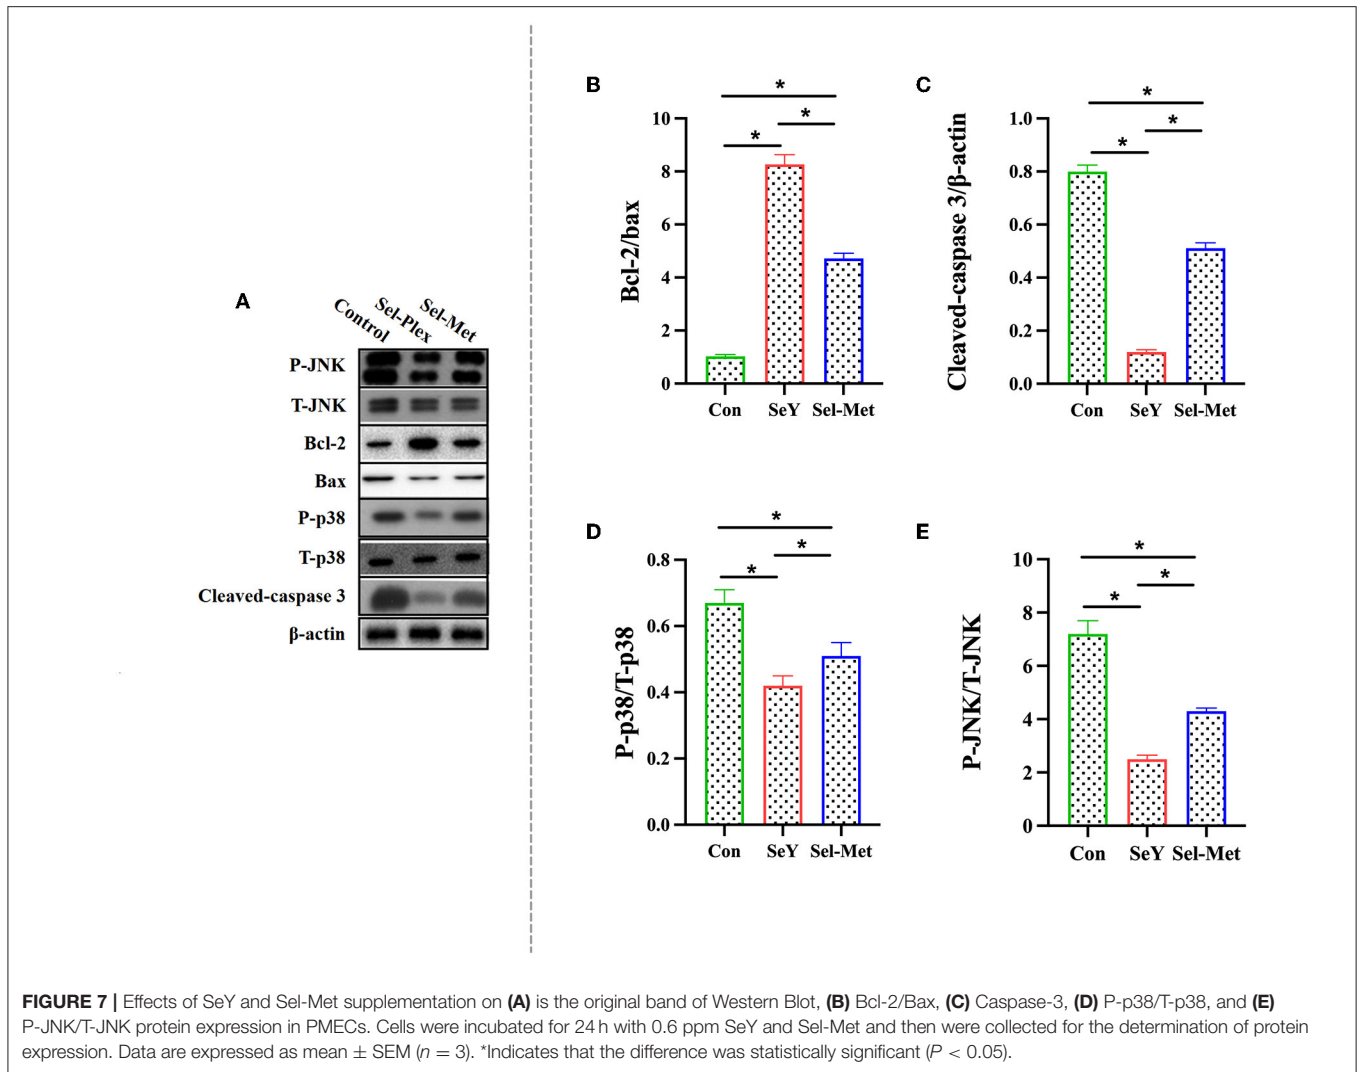 A
Control
Sel-Plex
Sel-Met
P-JNK
T-JNK
Bcl-2
Bax
P-p38
T-p38
Cleaved-caspase 3
β-actin
B
*
*
*
Bcl-2/bax
10
8
6
4
2
0
Con SeY Sel-Met
C
*
*
*
Cleaved-caspase 3/β-actin
1.0
0.8
0.6
0.4
0.2
0.0
Con SeY Sel-Met
D
*
*
*
P-p38/T-p38
0.8
0.6
0.4
0.2
0.0
Con SeY Sel-Met
E
*
*
*
P-JNK/T-JNK
10
8
6
4
2
0
Con SeY Sel-Met
FIGURE 7 | Effects of SeY and Sel-Met supplementation on (A) is the original band of Western Blot, (B) Bcl-2/Bax, (C) Caspase-3, (D) P-p38/T-p38, and (E)
P-JNK/T-JNK protein expression in PMECs. Cells were incubated for 24 h with 0.6 ppm SeY and Sel-Met and then were collected for the determination of protein
expression. Data are expressed as mean ± SEM (n = 3). *Indicates that the difference was statistically significant (P < 0.05).